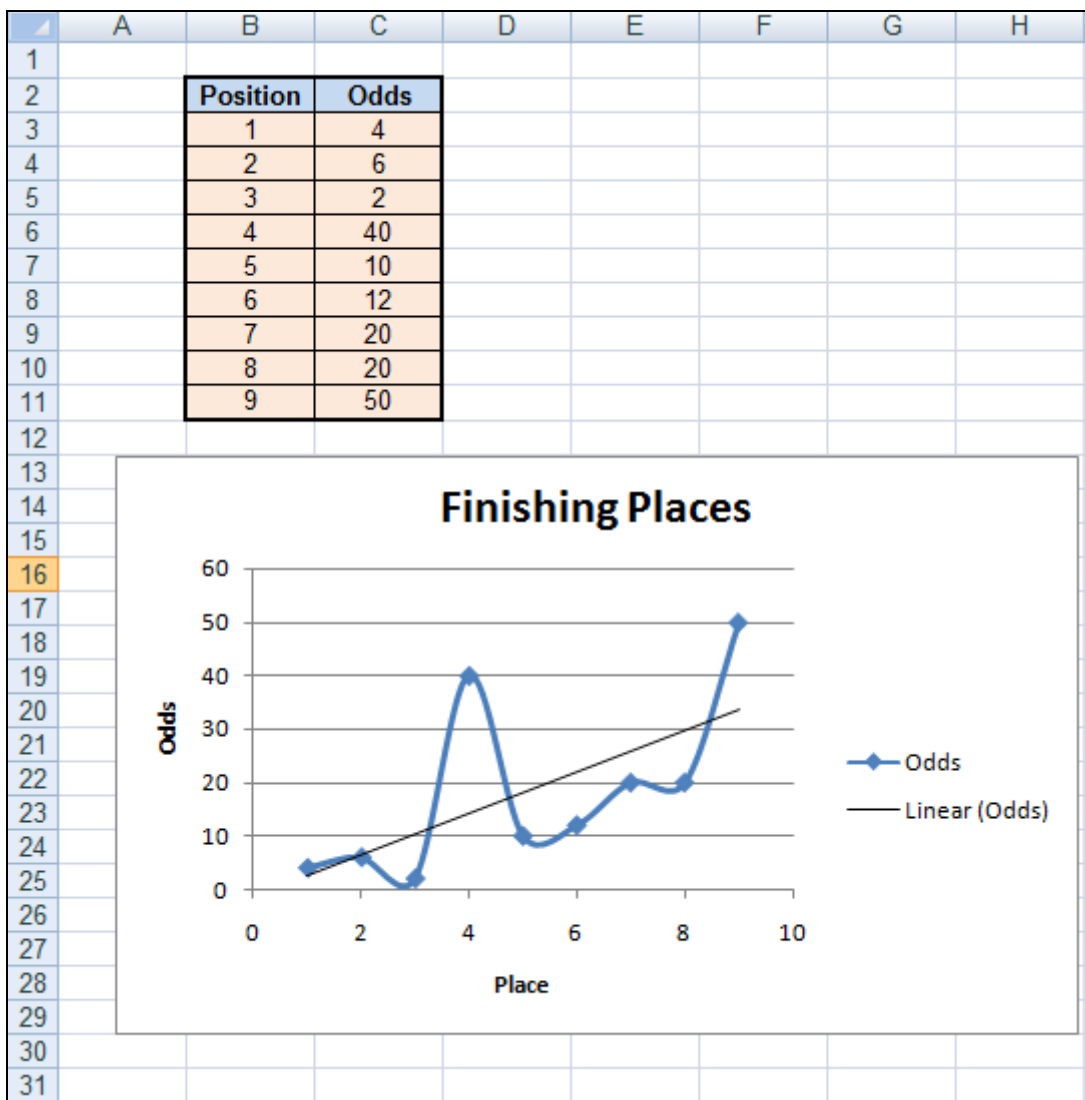 A B C D E F G H
1
2 Position Odds
3 1 4
4 2 6
5 3 2
6 4 40
7 5 10
8 6 12
9 7 20
10 8 20
11 9 50
12
13
14
15
16
17
18
19
20
21
22
23
24
25
26
27
28
29
30
31
Finishing Places
60
50
40
30
20
10
0
Odds
0 2 4 6 8 10
Place
Odds
Linear (Odds)